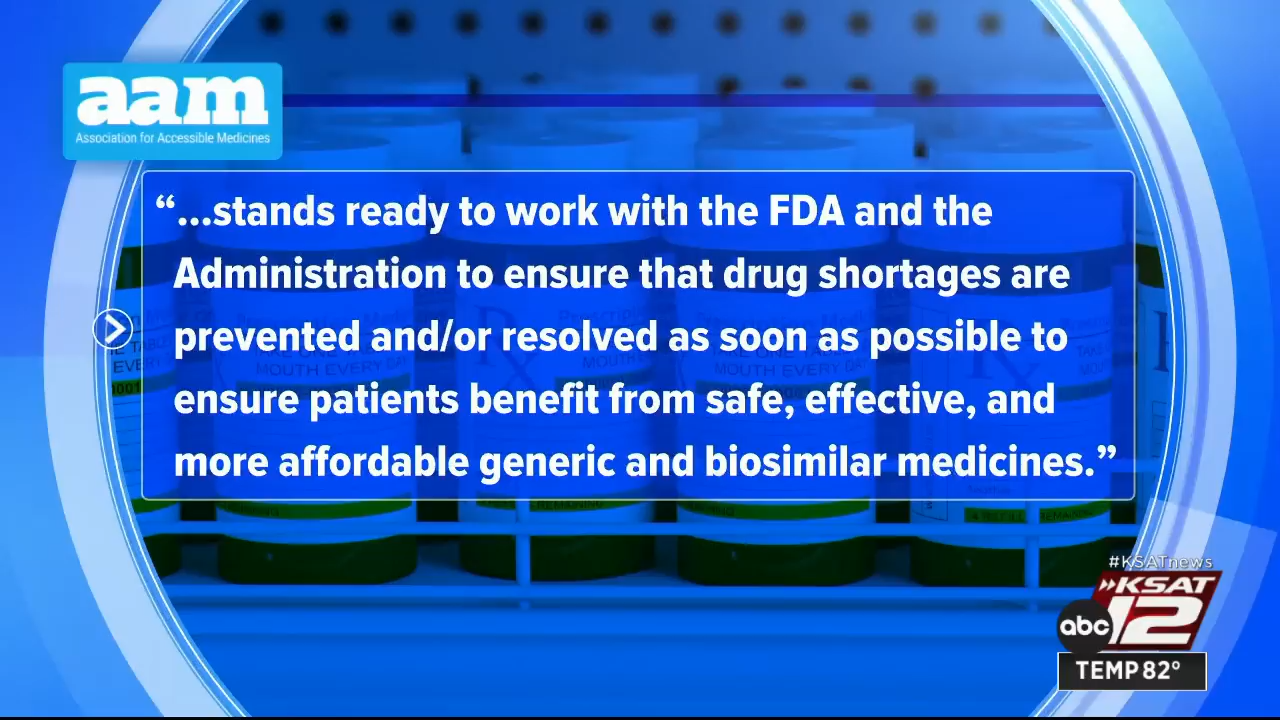 aam
Association for Accessible Medicines
“...stands ready to work with the FDA and the
Administration to ensure that drug shortages are
prevented and/or resolved as soon as possible to
ensure patients benefit from safe, effective, and
more affordable generic and biosimilar medicines.”
#KSATnews
KSAT
abc 12
TEMP 82°